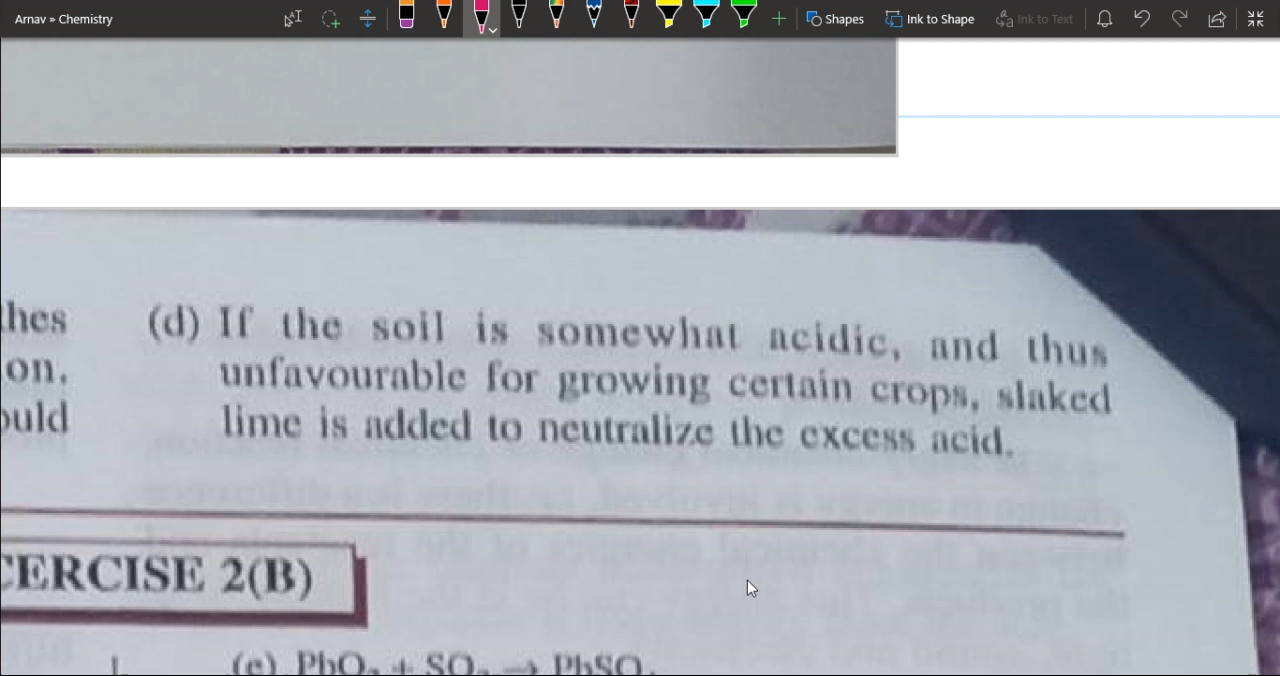 Arnav » Chemistry
Shapes
Ink to Shape
Ink to Text
hes
on.
ould
(d) If the soil is somewhat acidic, and thus
unfavourable for growing certain crops, slaked
lime is added to neutralize the excess acid.
ERCISE 2(B)
(e) PbO₂ + SO₂ → PbSO₄